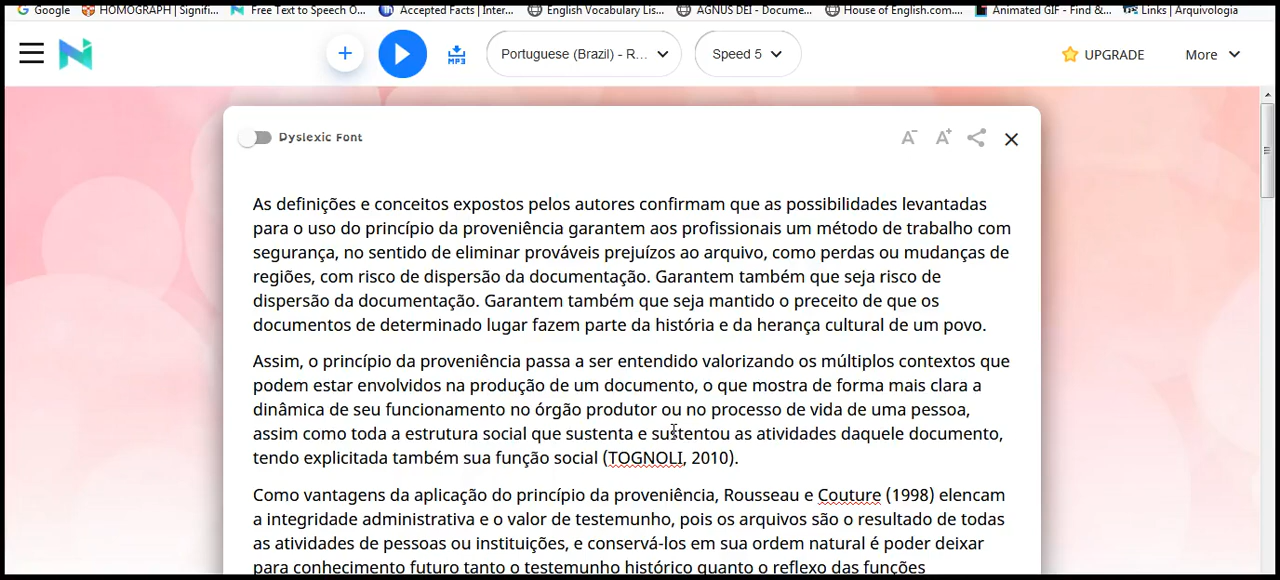 Google HOMOGRAPH | Signifi... Free Text to Speech O... Accepted Facts | Inter... English Vocabulary Lis... AGNUS DEI - Docume... House of English.com.... Animated GIF - Find &... Links | Arquivologia
MP3 Portuguese (Brazil) - R... Speed 5 UPGRADE More
Dyslexic Font A- A+
As definições e conceitos expostos pelos autores confirmam que as possibilidades levantadas
para o uso do princípio da proveniência garantem aos profissionais um método de trabalho com
segurança, no sentido de eliminar prováveis prejuízos ao arquivo, como perdas ou mudanças de
regiões, com risco de dispersão da documentação. Garantem também que seja risco de
dispersão da documentação. Garantem também que seja mantido o preceito de que os
documentos de determinado lugar fazem parte da história e da herança cultural de um povo.
Assim, o princípio da proveniência passa a ser entendido valorizando os múltiplos contextos que
podem estar envolvidos na produção de um documento, o que mostra de forma mais clara a
dinâmica de seu funcionamento no órgão produtor ou no processo de vida de uma pessoa,
assim como toda a estrutura social que sustenta e sustentou as atividades daquele documento,
tendo explicitada também sua função social (TOGNOLI, 2010).
Como vantagens da aplicação do princípio da proveniência, Rousseau e Couture (1998) elencam
a integridade administrativa e o valor de testemunho, pois os arquivos são o resultado de todas
as atividades de pessoas ou instituições, e conservá-los em sua ordem natural é poder deixar
para conhecimento futuro tanto o testemunho histórico quanto o reflexo das funções